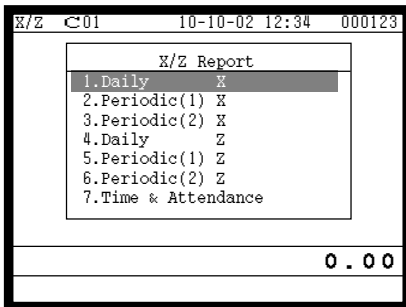 X/Z C01 10-10-02 12:34 000123
X/Z Report
1.Daily X
2.Periodic(1) X
3.Periodic(2) X
4.Daily Z
5.Periodic(1) Z
6.Periodic(2) Z
7.Time & Attendance
0.00